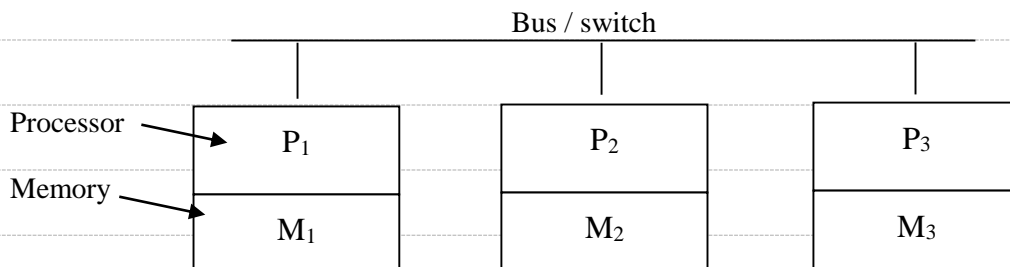 Bus / switch
Processor
P₁
P₂
P₃
Memory
M₁
M₂
M₃